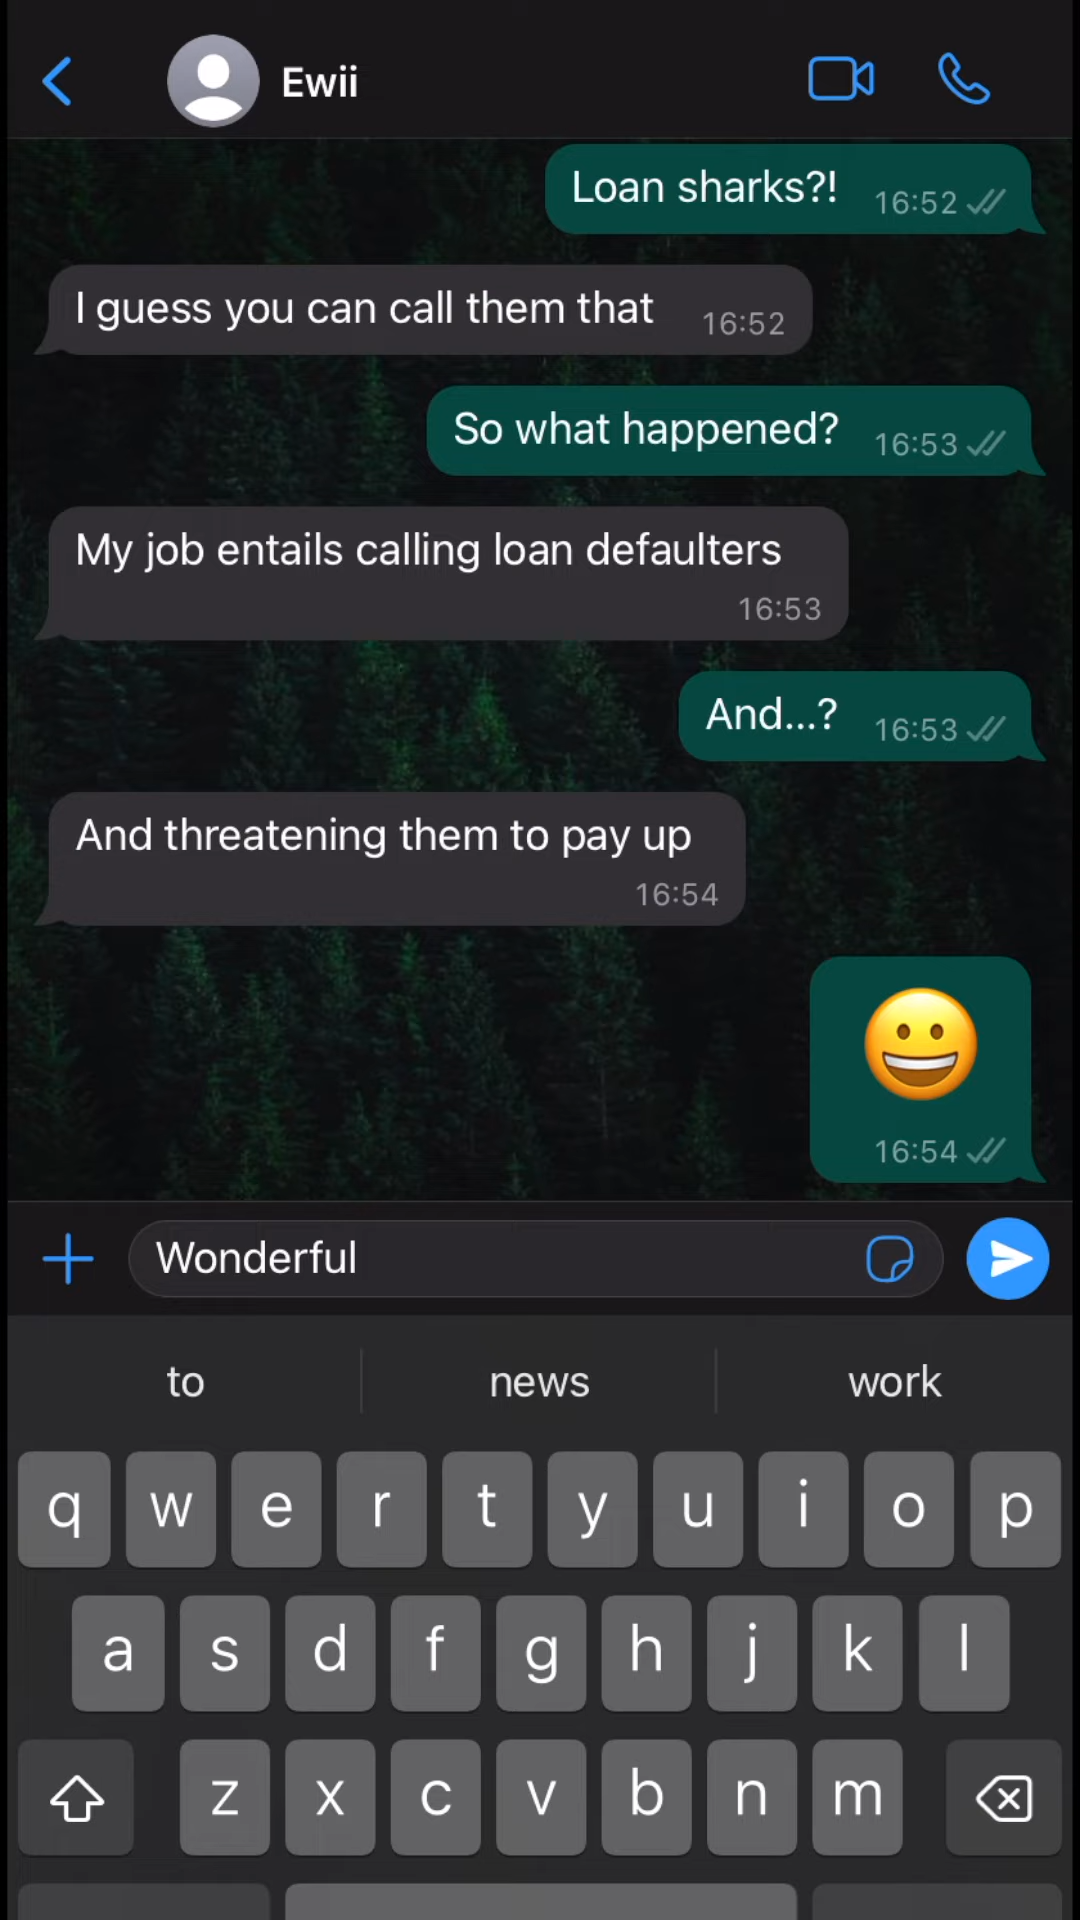 Ewii
Loan sharks?! 16:52
I guess you can call them that 16:52
So what happened? 16:53
My job entails calling loan defaulters
16:53
And...? 16:53
And threatening them to pay up
16:54
16:54
Wonderful
to news work
q w e r t y u i o p
a s d f g h j k l
z x c v b n m